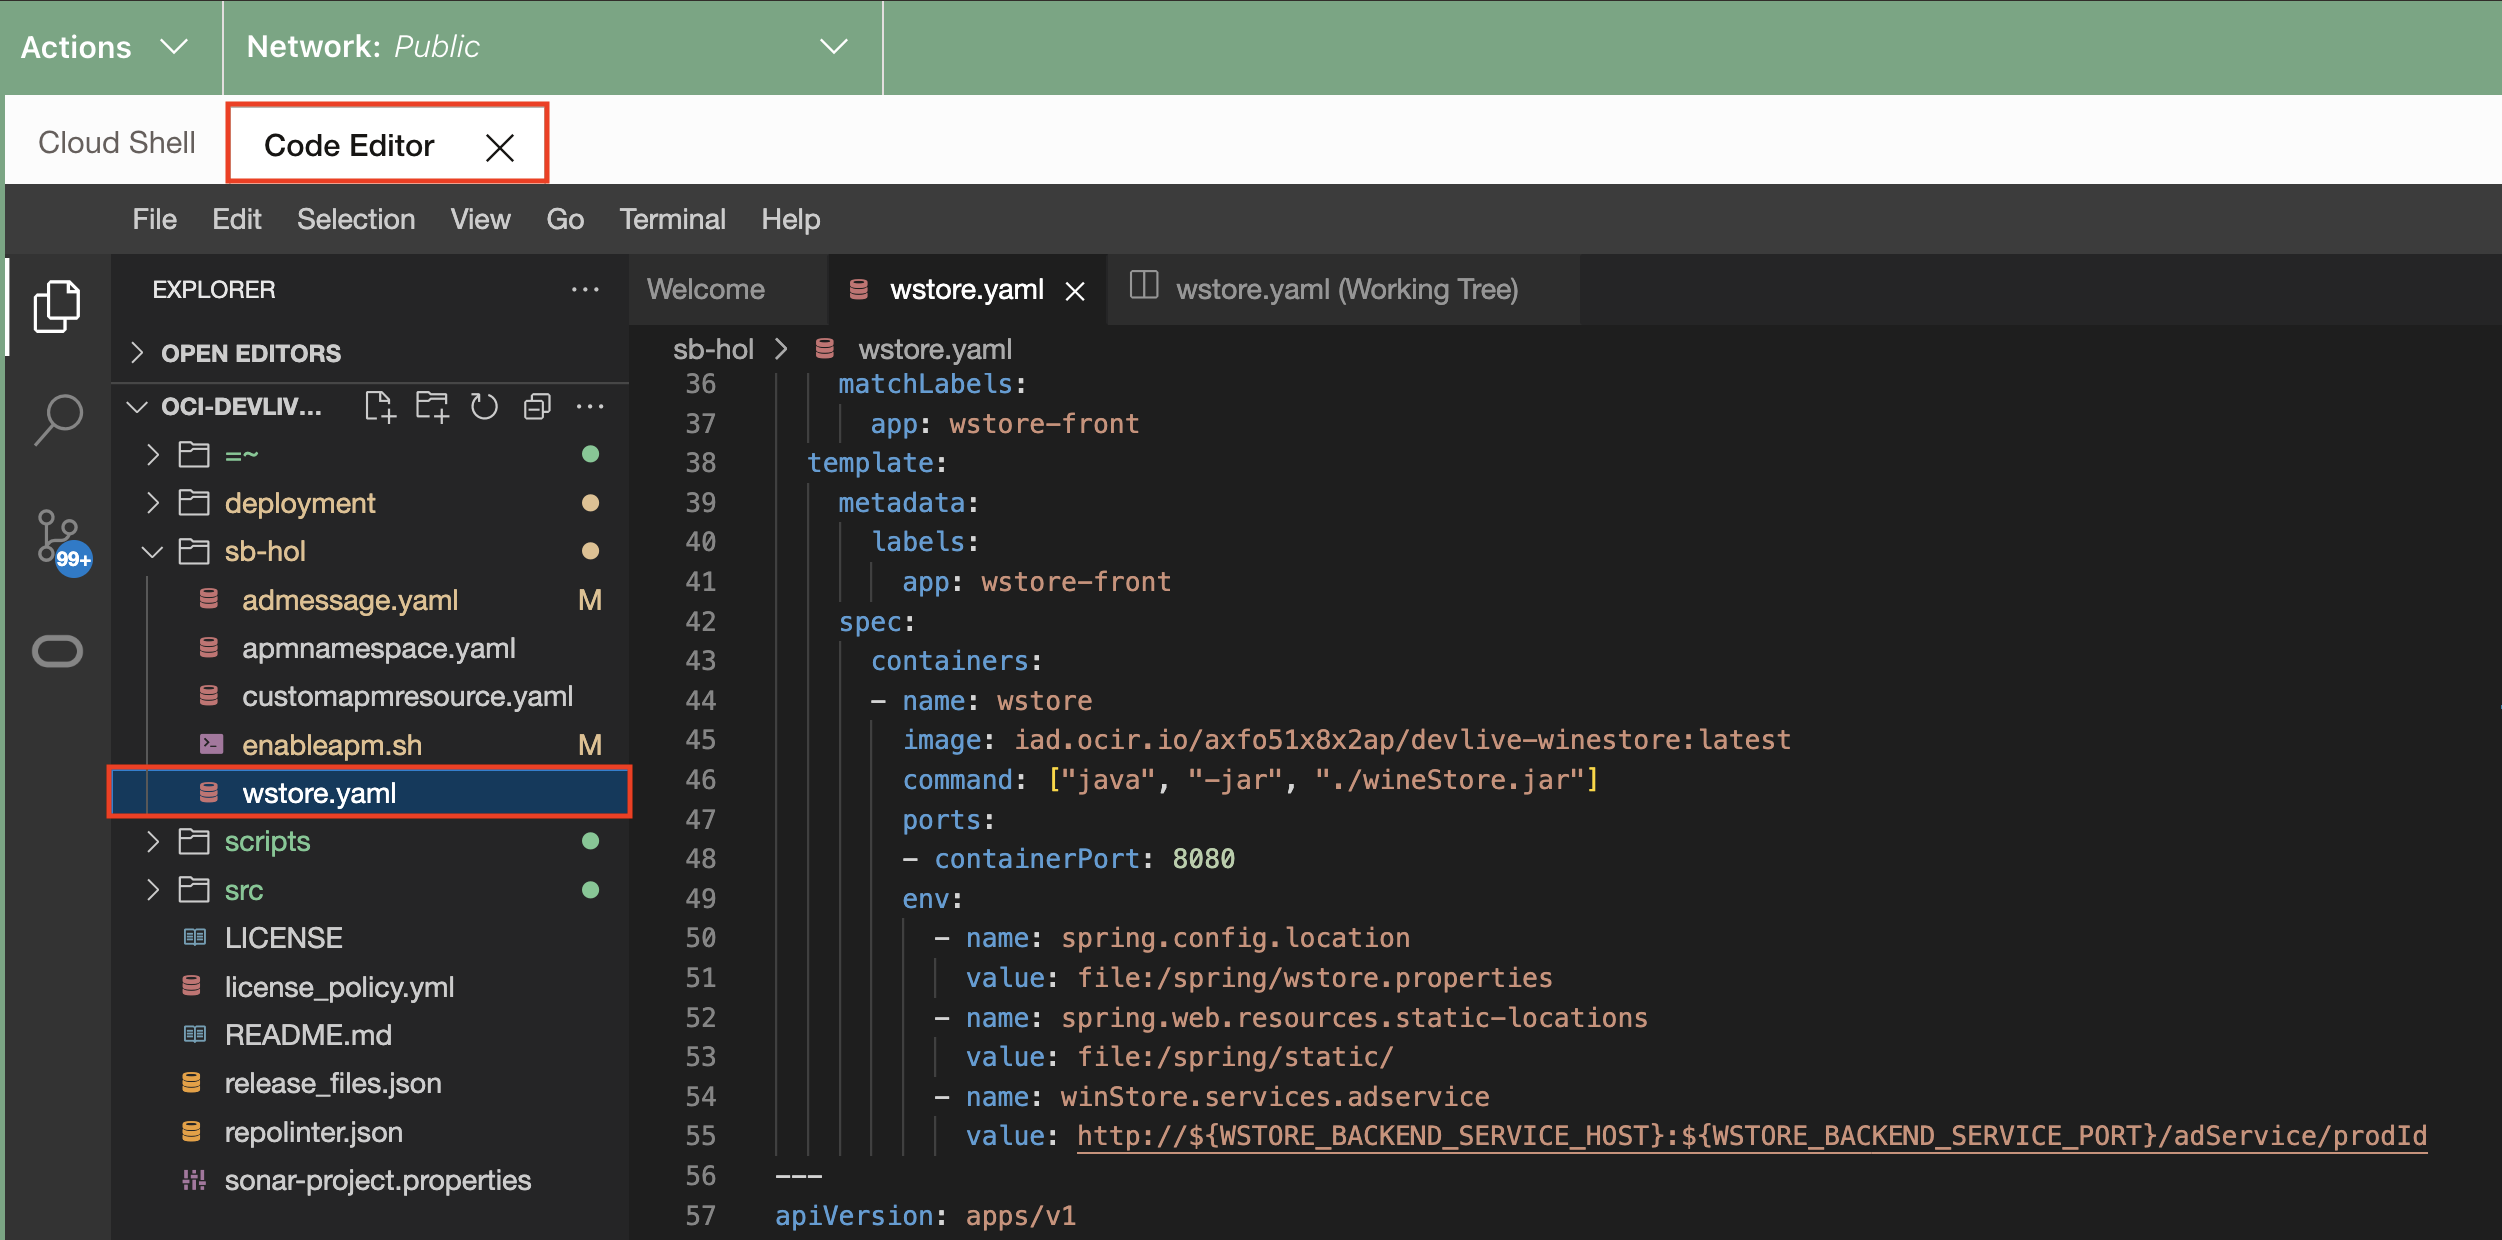 Actions
Network: Public
Cloud Shell
Code Editor
File Edit Selection View Go Terminal Help
EXPLORER
OPEN EDITORS
OCI-DEVLIV...
=~
deployment
sb-hol
admessage.yaml M
apmnamespace.yaml
customapmresource.yaml
enableapm.sh M
wstore.yaml
scripts
src
LICENSE
license_policy.yml
README.md
release_files.json
repolinter.json
sonar-project.properties
99+
Welcome
wstore.yaml
wstore.yaml (Working Tree)
sb-hol > wstore.yaml
36 matchLabels:
37 app: wstore-front
38 template:
39 metadata:
40 labels:
41 app: wstore-front
42 spec:
43 containers:
44 - name: wstore
45 image: iad.ocir.io/axfo51x8x2ap/devlive-winestore:latest
46 command: ["java", "-jar", "./wineStore.jar"]
47 ports:
48 - containerPort: 8080
49 env:
50 - name: spring.config.location
51 value: file:/spring/wstore.properties
52 - name: spring.web.resources.static-locations
53 value: file:/spring/static/
54 - name: winStore.services.adservice
55 value: http://${WSTORE_BACKEND_SERVICE_HOST}:${WSTORE_BACKEND_SERVICE_PORT}/adService/prodId
56 ---
57 apiVersion: apps/v1